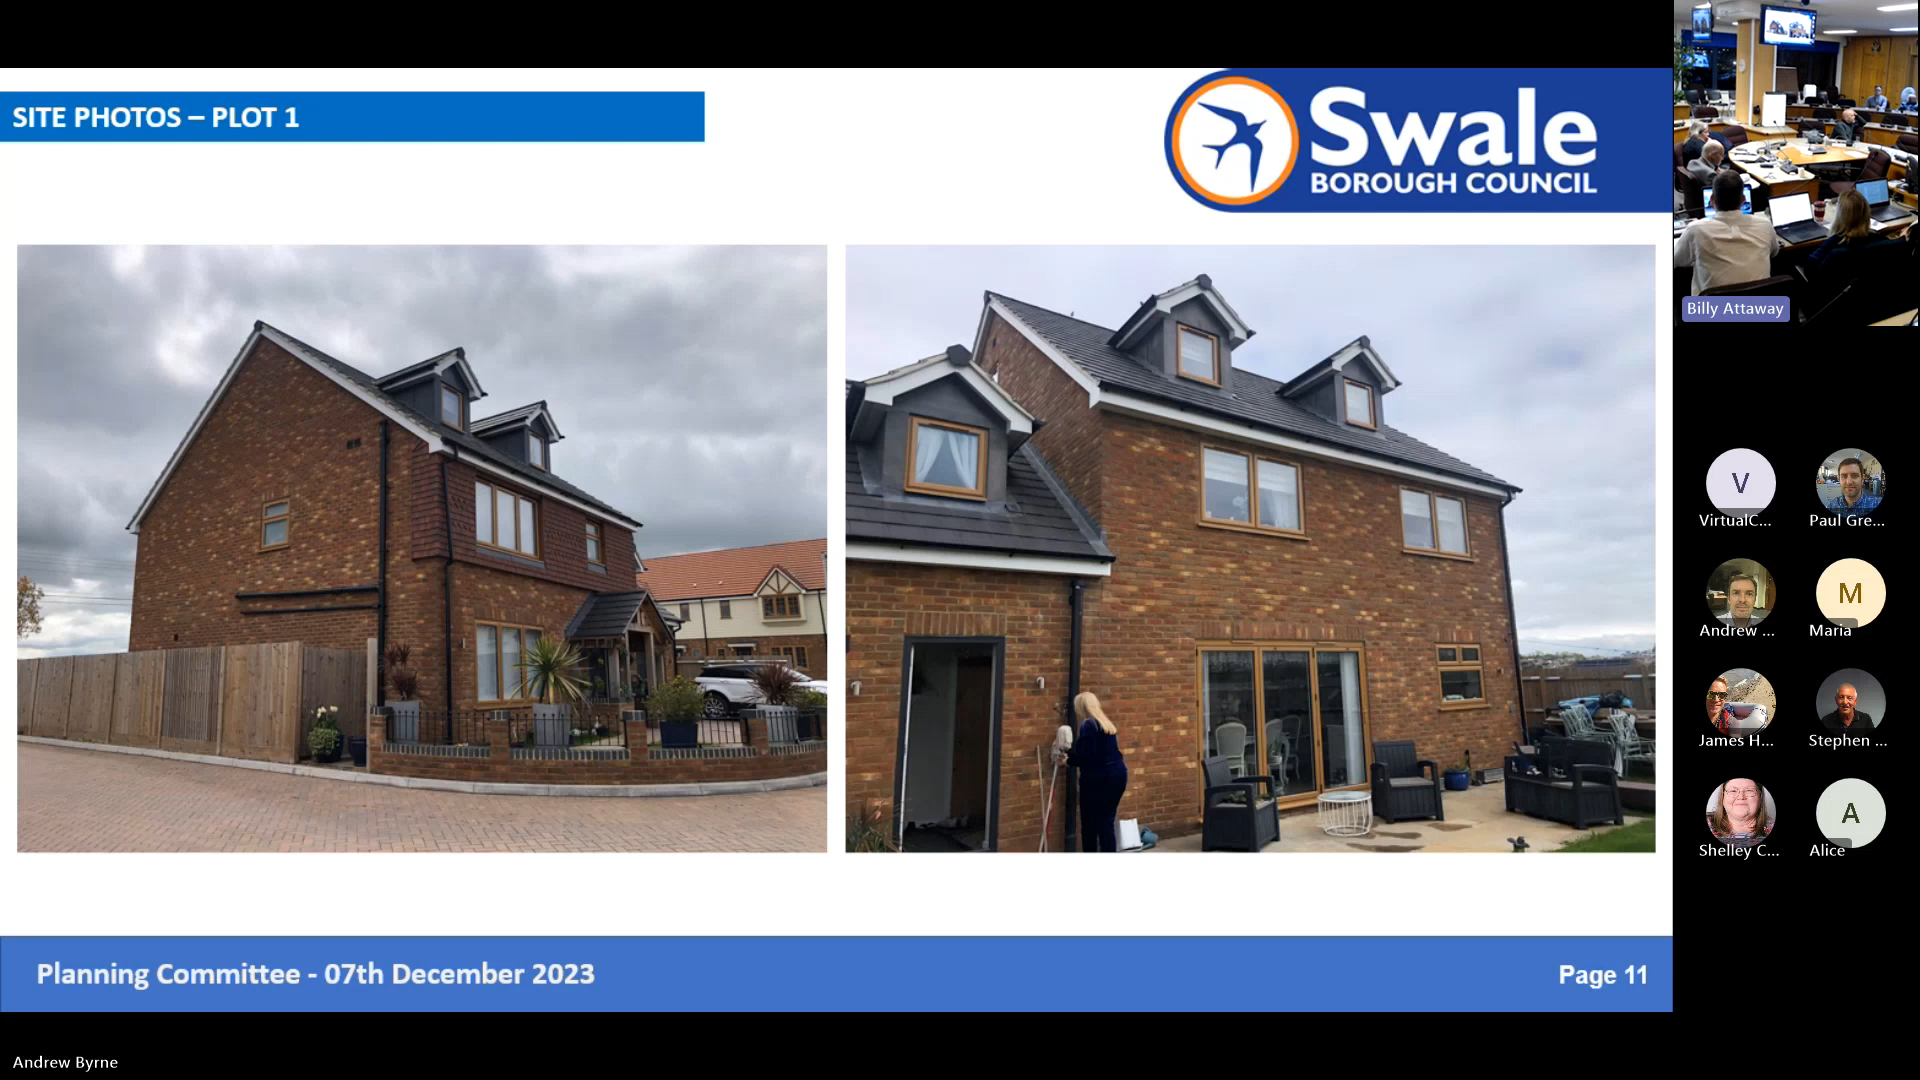 SITE PHOTOS – PLOT 1
Swale
BOROUGH COUNCIL
Billy Attaway
V
VirtualC...
Paul Gre...
Andrew ...
M
Maria
James H...
Stephen ...
Shelley C...
A
Alice
Planning Committee - 07th December 2023
Page 11
Andrew Byrne